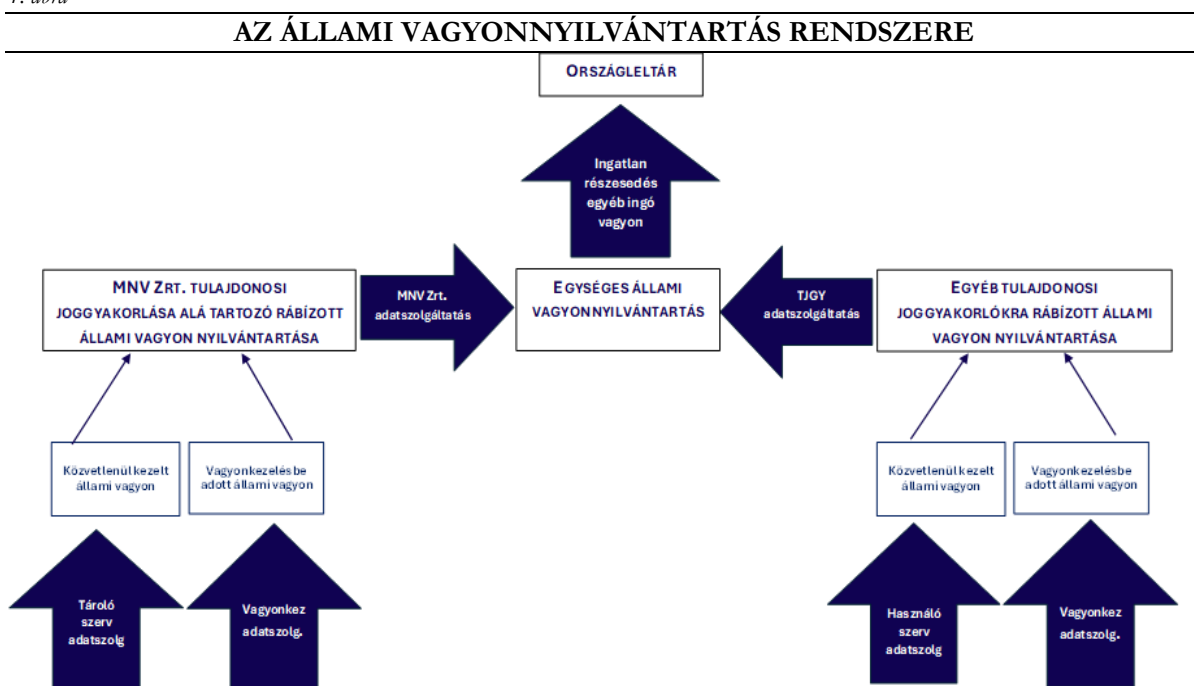 AZ ÁLLAMI VAGYONNYILVÁNTARTÁS RENDSZERE
ORSZÁGLELTÁR
Ingatlan
részesedés
egyéb ingó
vagyon
MNV ZRT. TULAJDONOSI
JOGGYAKORLÁSA ALÁ TARTOZÓ RÁBÍZOTT
ÁLLAMI VAGYON NYILVÁNTARTÁSA
MNV Zrt.
adatszolgáltatás
EGYSÉGES ÁLLAMI
VAGYONNYILVÁNTARTÁS
TJGY
adatszolgáltatás
EGYÉB TULAJDONOSI
JOGGYAKORLÓKRA RÁBÍZOTT ÁLLAMI
VAGYON NYILVÁNTARTÁSA
Közvetlenül kezelt
állami vagyon
Vagyonkezelésbe
adott állami vagyon
Közvetlenül kezelt
állami vagyon
Vagyonkezelésbe
adott állami vagyon
Tároló
szerv
adatszolg
Vagyonkez
adatszolg.
Használó
szerv
adatszolg
Vagyonkez
adatszolg.